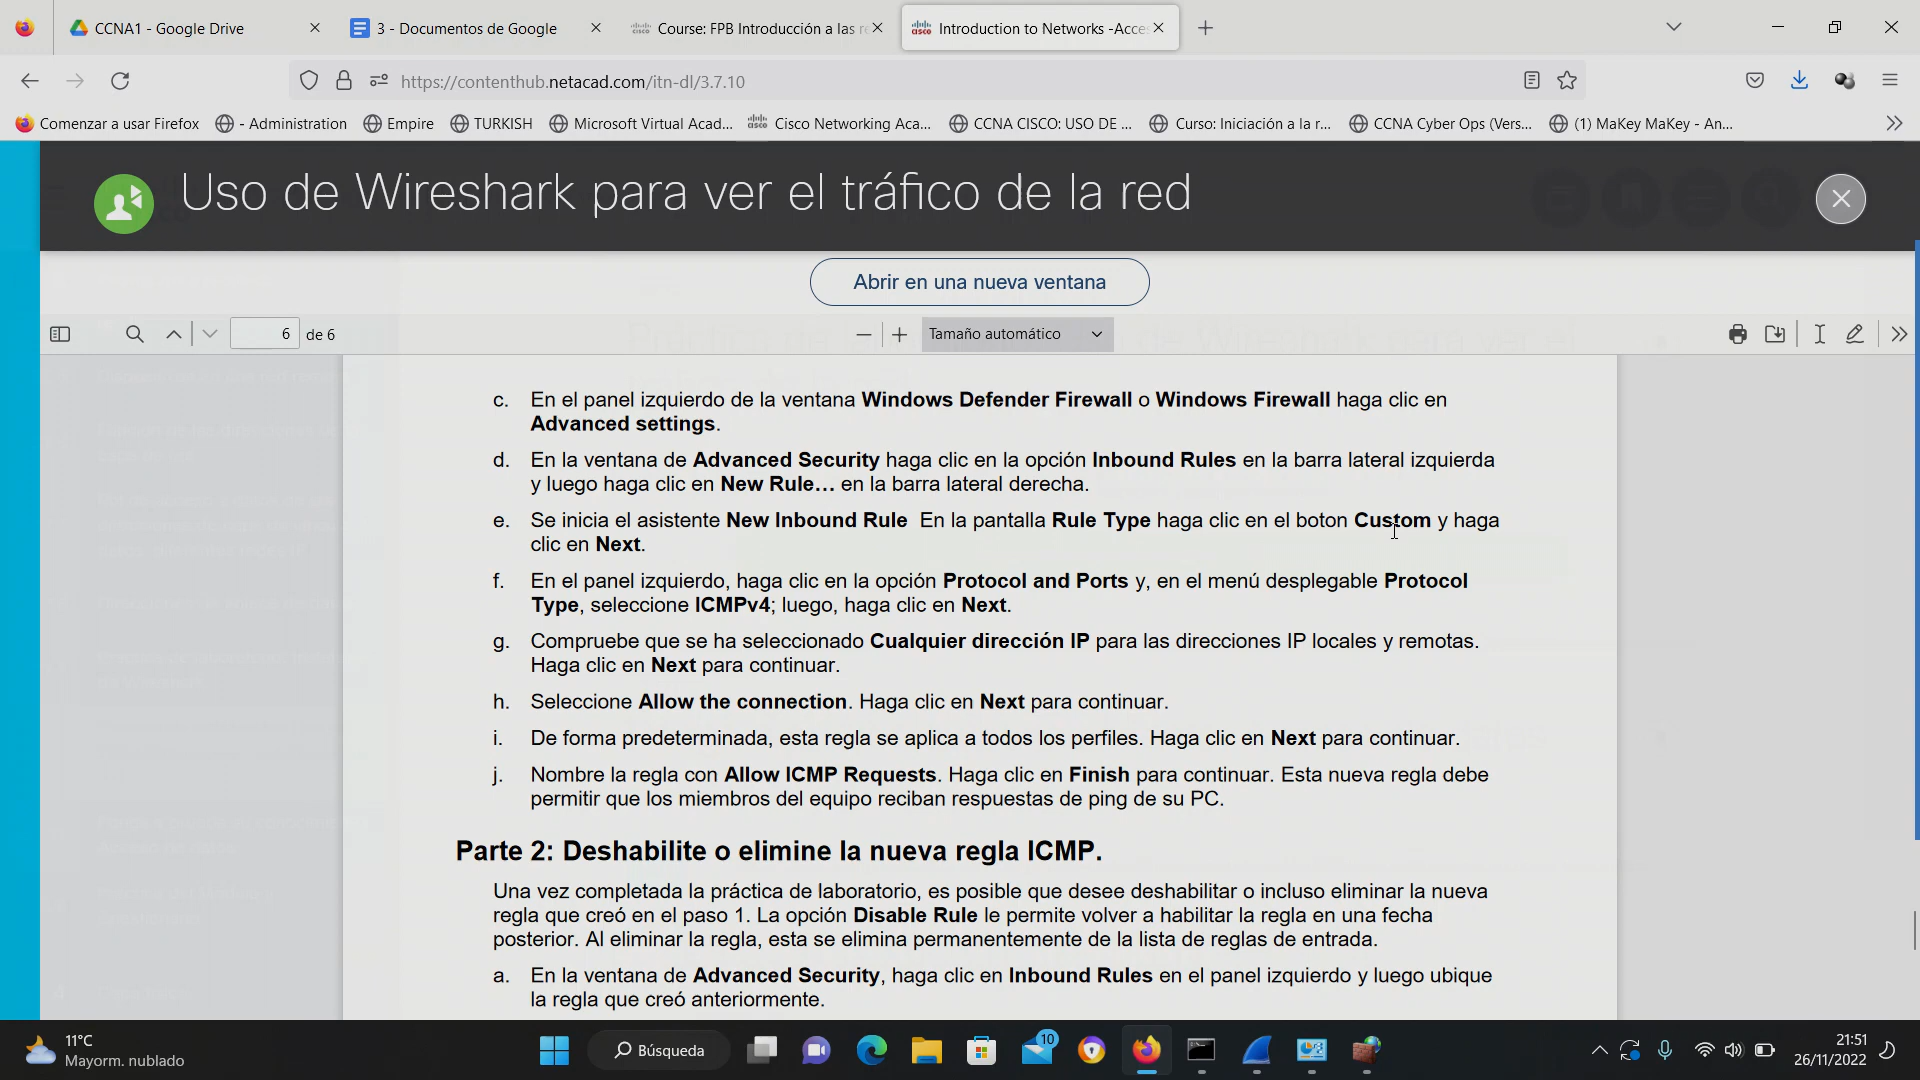 CCNA1 - Google Drive
3 - Documentos de Google
Course: FPB Introducción a las re
Introduction to Networks -Acce
https://contenthub.netacad.com/itn-dl/3.7.10
Comenzar a usar Firefox
- Administration
Empire
TURKISH
Microsoft Virtual Acad...
Cisco Networking Aca...
CCNA CISCO: USO DE ...
Curso: Iniciación a la r...
CCNA Cyber Ops (Vers...
(1) MaKey MaKey - An...
Uso de Wireshark para ver el tráfico de la red
Abrir en una nueva ventana
6 de 6
Tamaño automático
c. En el panel izquierdo de la ventana Windows Defender Firewall o Windows Firewall haga clic en
Advanced settings.
d. En la ventana de Advanced Security haga clic en la opción Inbound Rules en la barra lateral izquierda
y luego haga clic en New Rule… en la barra lateral derecha.
e. Se inicia el asistente New Inbound Rule En la pantalla Rule Type haga clic en el boton Custom y haga
clic en Next.
f. En el panel izquierdo, haga clic en la opción Protocol and Ports y, en el menú desplegable Protocol
Type, seleccione ICMPv4; luego, haga clic en Next.
g. Compruebe que se ha seleccionado Cualquier dirección IP para las direcciones IP locales y remotas.
Haga clic en Next para continuar.
h. Seleccione Allow the connection. Haga clic en Next para continuar.
i. De forma predeterminada, esta regla se aplica a todos los perfiles. Haga clic en Next para continuar.
j. Nombre la regla con Allow ICMP Requests. Haga clic en Finish para continuar. Esta nueva regla debe
permitir que los miembros del equipo reciban respuestas de ping de su PC.
Parte 2: Deshabilite o elimine la nueva regla ICMP.
Una vez completada la práctica de laboratorio, es posible que desee deshabilitar o incluso eliminar la nueva
regla que creó en el paso 1. La opción Disable Rule le permite volver a habilitar la regla en una fecha
posterior. Al eliminar la regla, esta se elimina permanentemente de la lista de reglas de entrada.
a. En la ventana de Advanced Security, haga clic en Inbound Rules en el panel izquierdo y luego ubique
la regla que creó anteriormente.
11°C
Mayorm. nublado
Búsqueda
10
21:51
26/11/2022